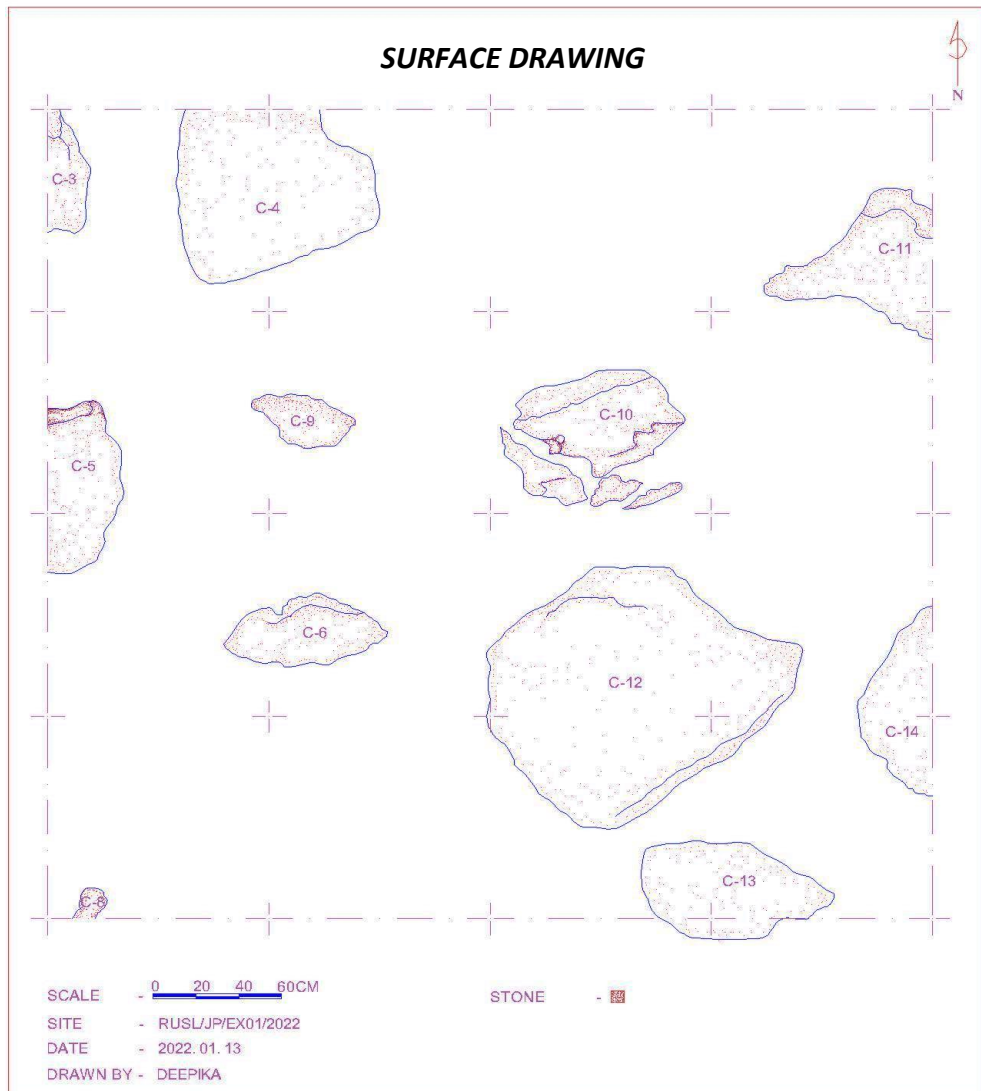 SURFACE DRAWING
N
C-3
C-4
C-11
C-9
C-10
C-5
C-6
C-12
C-14
C-13
C-8
SCALE - 0 20 40 60CM
STONE -
SITE - RUSL/JP/EX01/2022
DATE - 2022. 01. 13
DRAWN BY - DEEPIKA